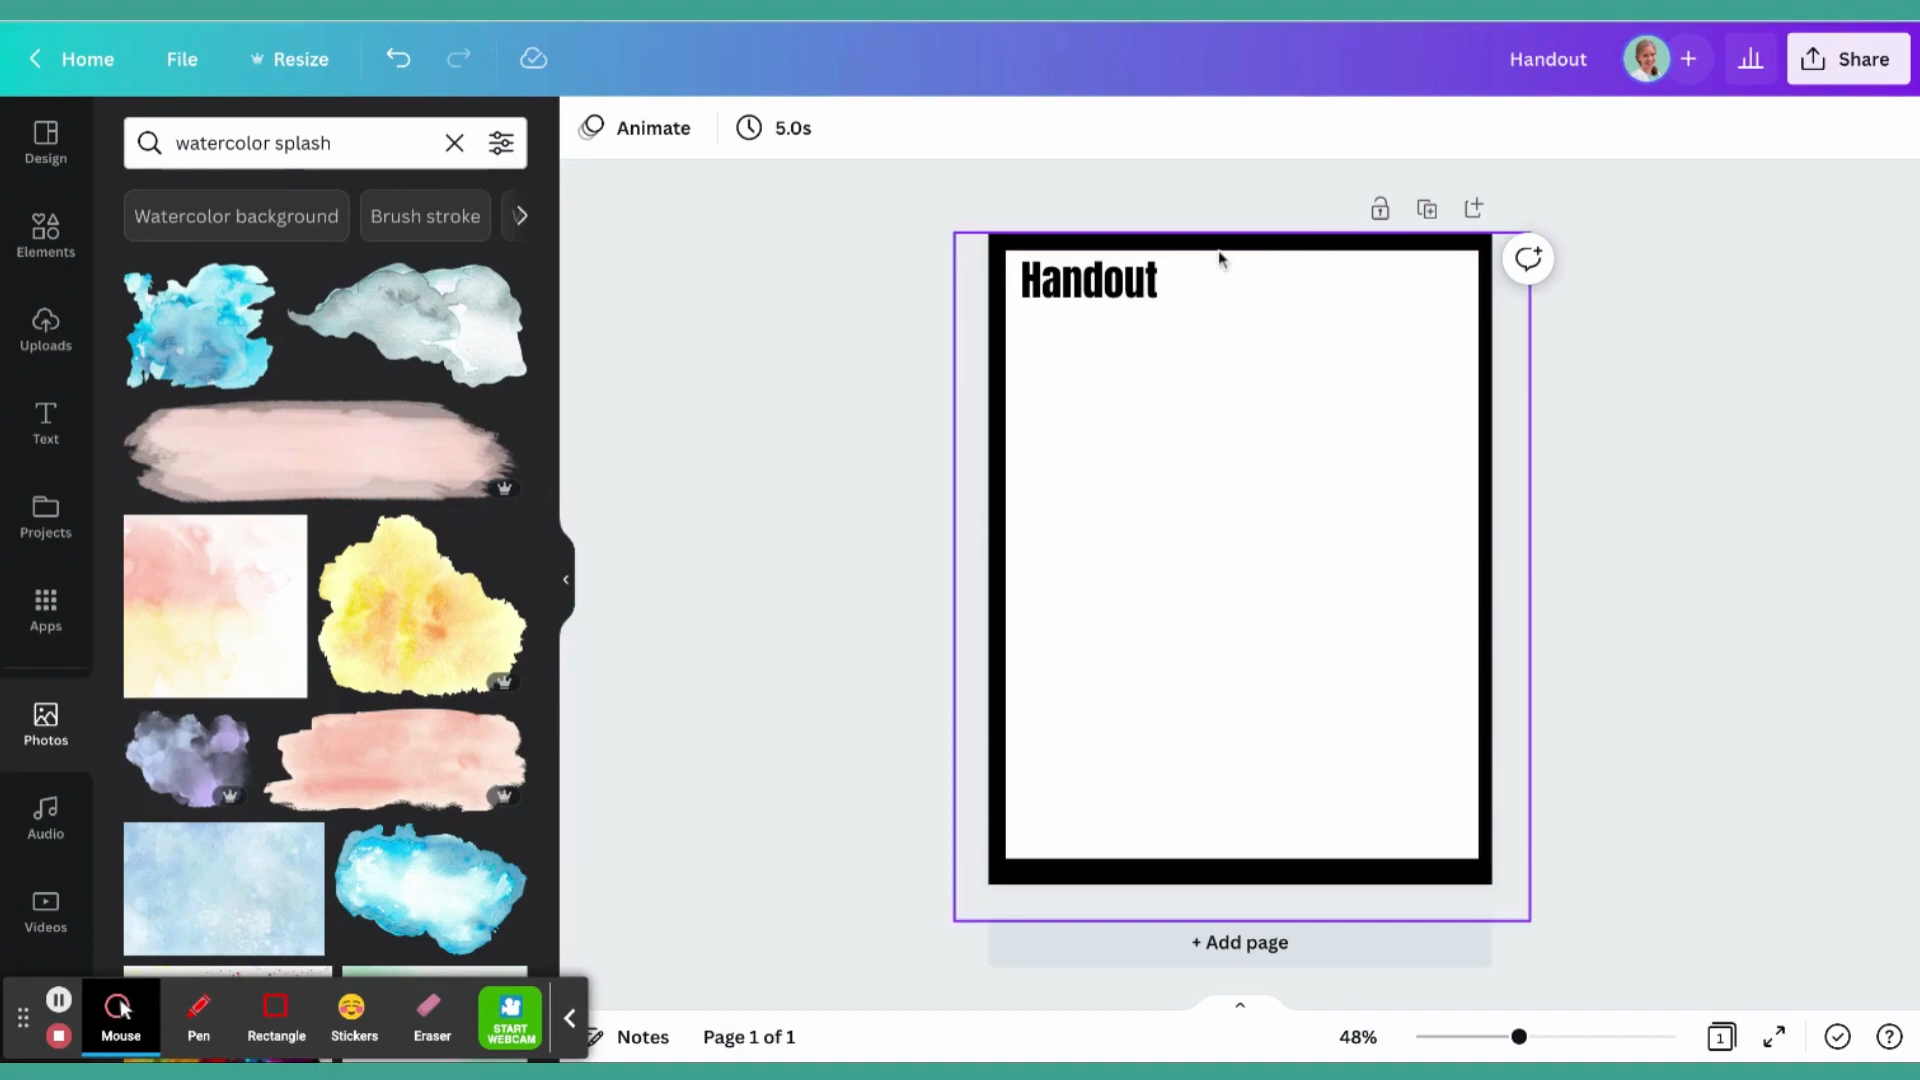 Home
File
Resize
Handout
Share
Design
Elements
Uploads
Text
Projects
Apps
Photos
Audio
Videos
watercolor splash
Watercolor background
Brush stroke
Animate
5.0s
Handout
+ Add page
Mouse
Pen
Rectangle
Stickers
Eraser
START
WEBCAM
Notes
Page 1 of 1
48%
1